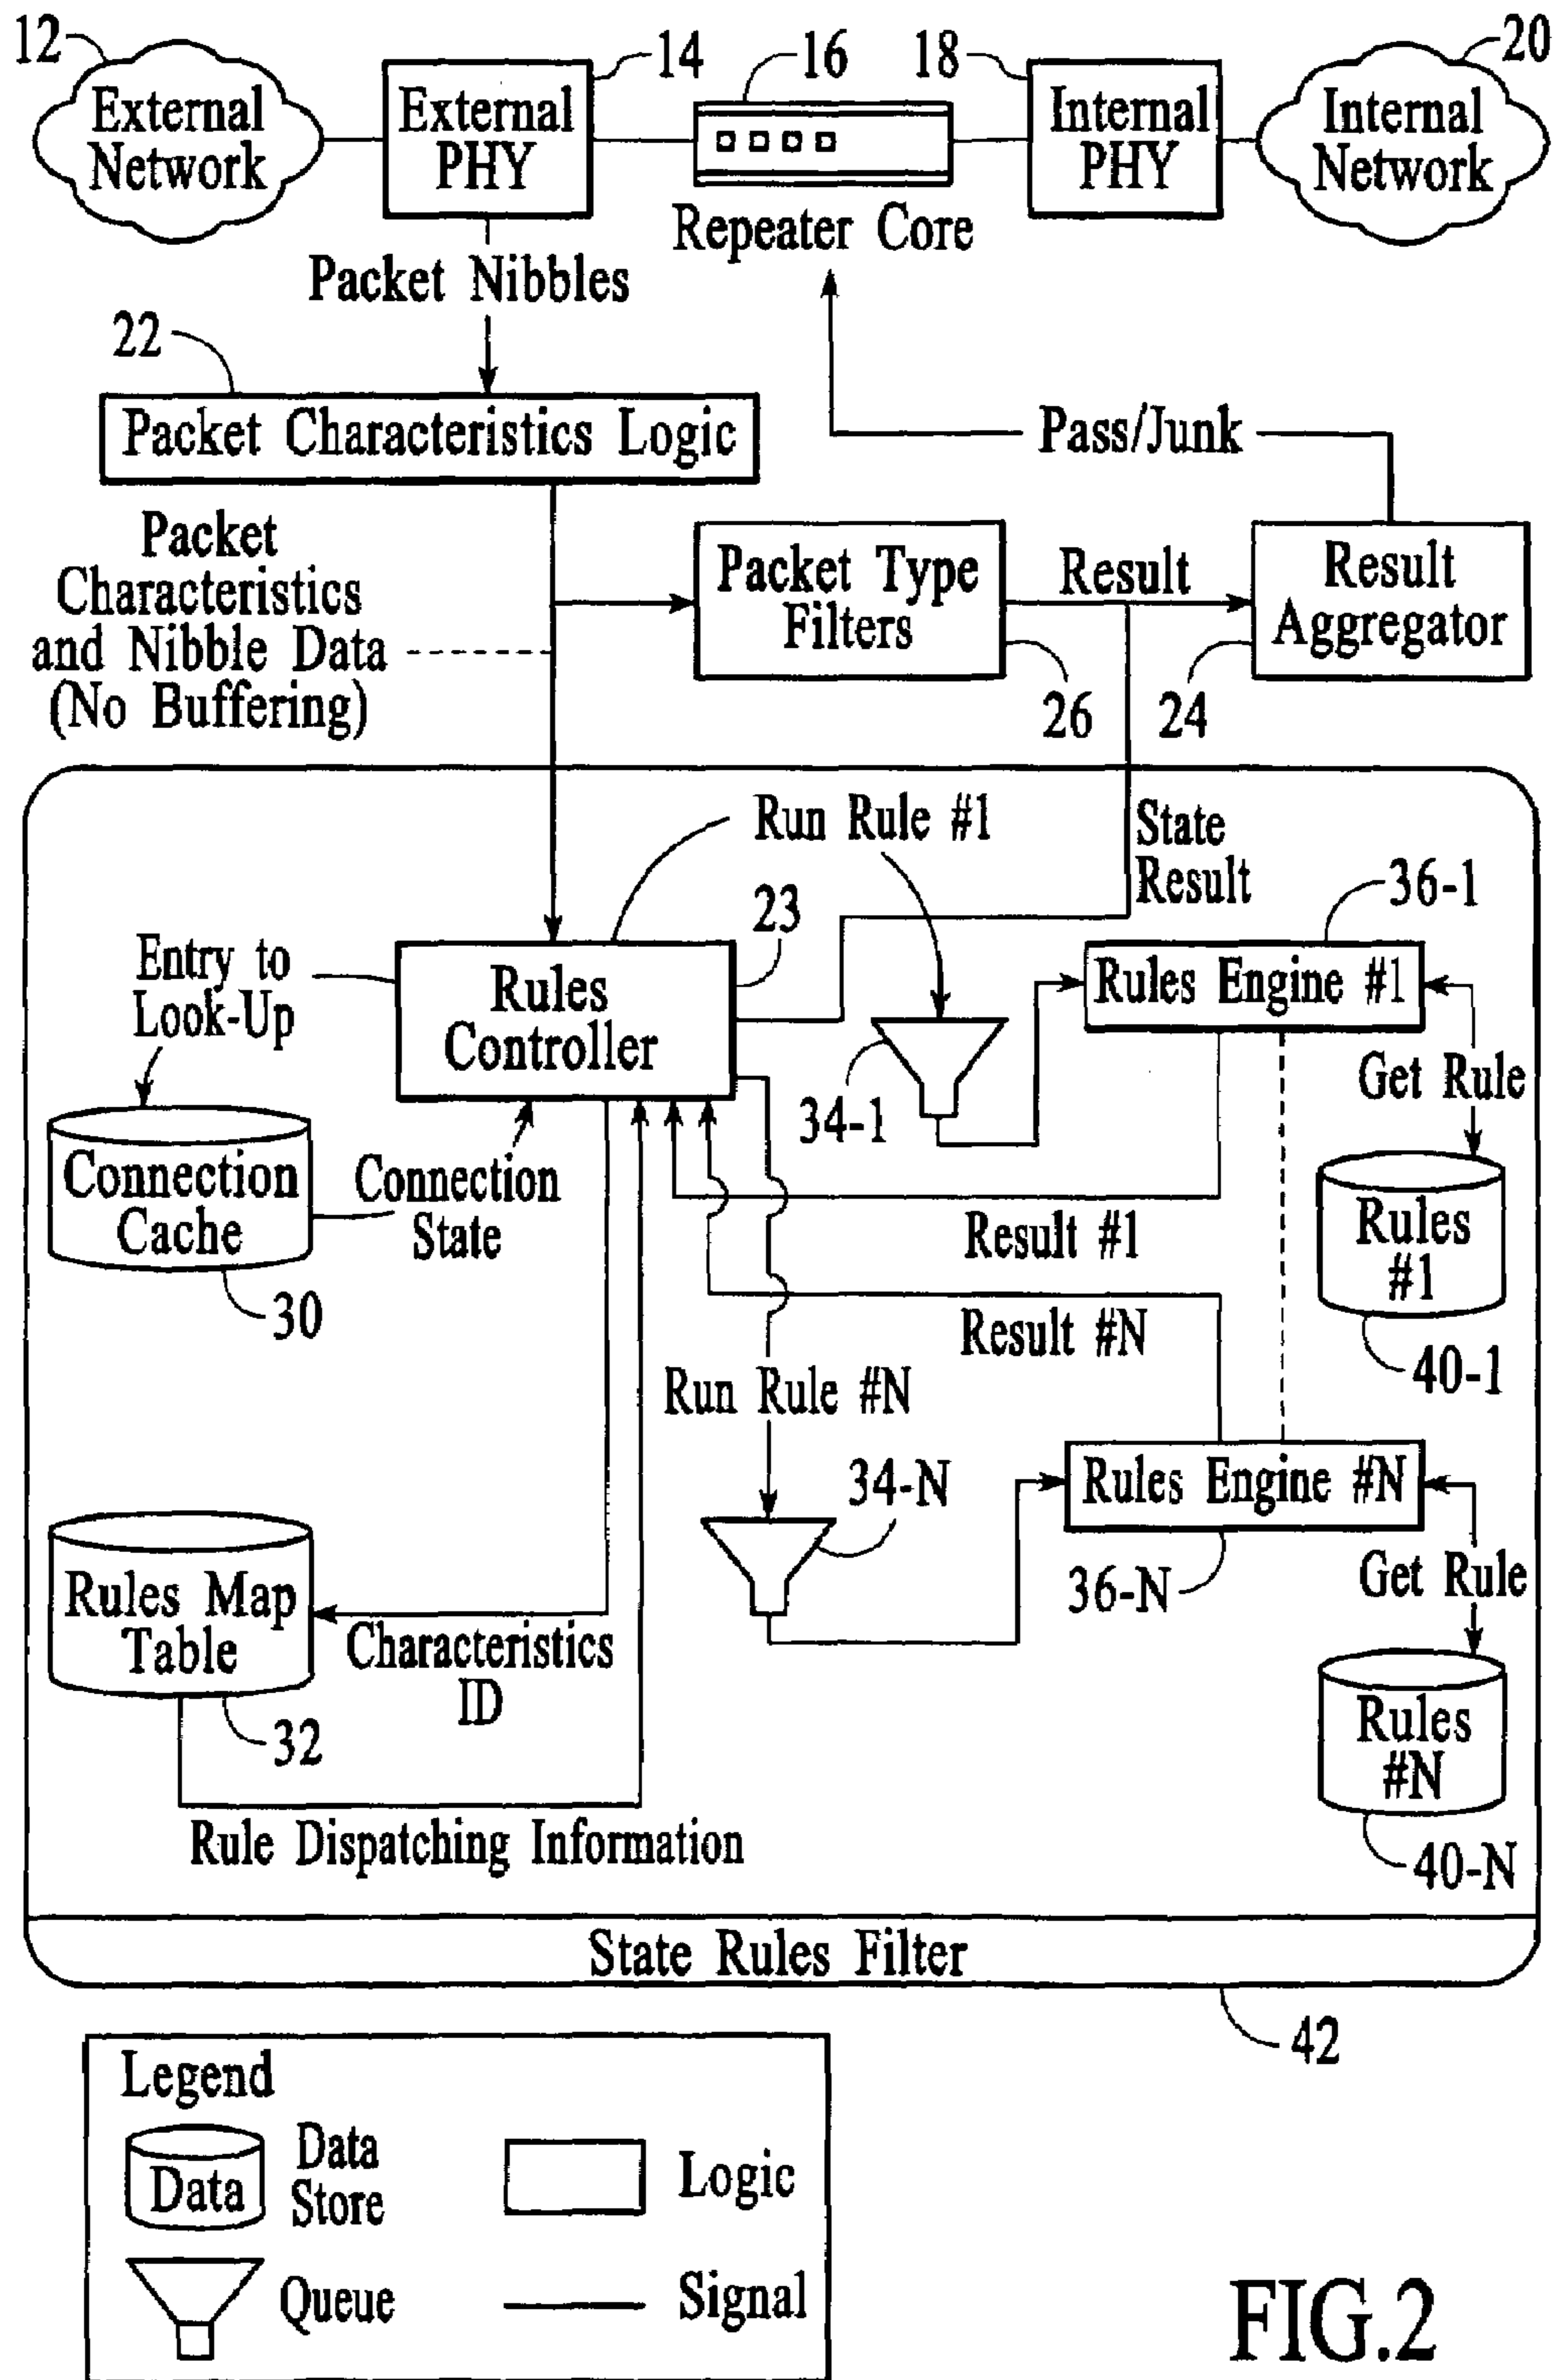 12
14
16
18
20
External
Network
External
PHY
Internal
PHY
Internal
Network
Repeater Core
Packet Nibbles
22
Packet Characteristics Logic
Pass/Junk
Packet
Characteristics
and Nibble Data
(No Buffering)
Packet Type
Filters
Result
Result
Aggregator
26
24
Run Rule #1
State
Result
36-1
23
Entry to
Look-Up
Rules
Controller
Rules Engine #1
34-1
Get Rule
Connection
Cache
Connection
State
Result #1
Rules
#1
30
Result #N
40-1
Run Rule #N
34-N
Rules Engine #N
36-N
Get Rule
Rules Map
Table
Characteristics
ID
32
Rules
#N
Rule Dispatching Information
40-N
State Rules Filter
42
Legend
Data
Data
Store
Logic
Queue
Signal
FIG.2